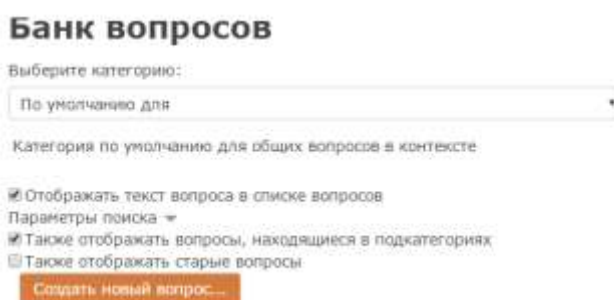 Банк вопросов
Выберите категорию:
По умолчанию для
Категория по умолчанию для общих вопросов в контексте
Отображать текст вопроса в списке вопросов
Параметры поиска
Также отображать вопросы, находящиеся в подкатегориях
Также отображать старые вопросы
Создать новый вопрос...